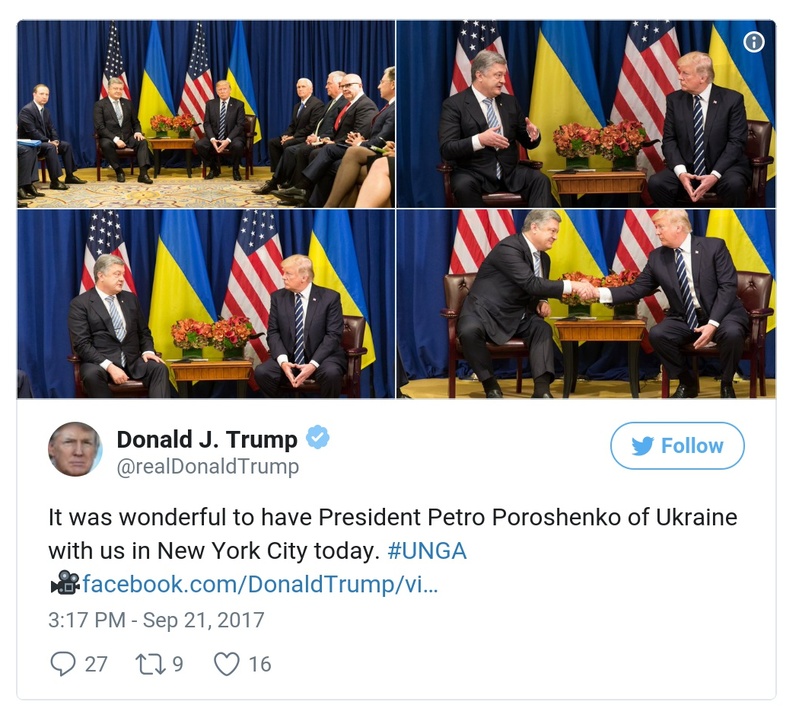 Donald J. Trump
@realDonaldTrump
Follow
It was wonderful to have President Petro Poroshenko of Ukraine
with us in New York City today. #UNGA
🎥facebook.com/DonaldTrump/vi…
3:17 PM - Sep 21, 2017
27 9 16